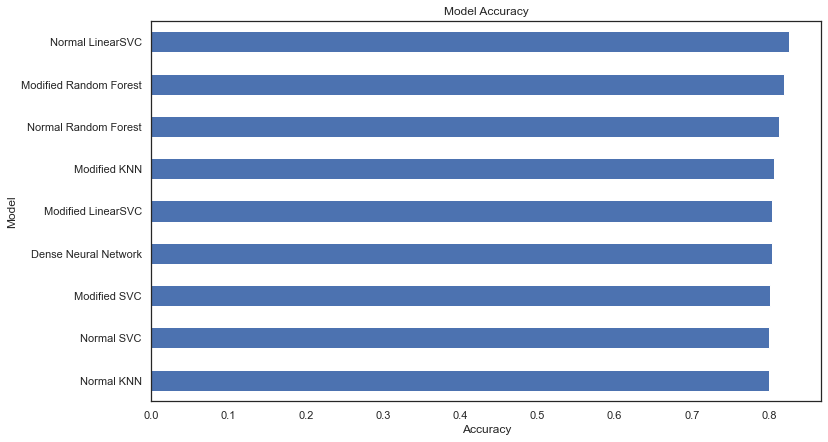 Model Accuracy
Model
Normal LinearSVC
Modified Random Forest
Normal Random Forest
Modified KNN
Modified LinearSVC
Dense Neural Network
Modified SVC
Normal SVC
Normal KNN
0.0 0.1 0.2 0.3 0.4 0.5 0.6 0.7 0.8
Accuracy